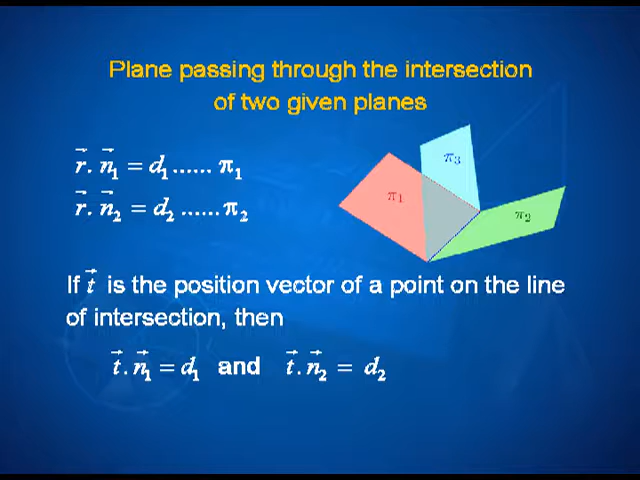 Plane passing through the intersection
of two given planes
r⃗. n⃗₁ = d₁ ...... π₁
r⃗. n⃗₂ = d₂ ...... π₂
π₁
π₃
π₂
If t⃗ is the position vector of a point on the line
of intersection, then
t⃗. n⃗₁ = d₁ and t⃗. n⃗₂ = d₂